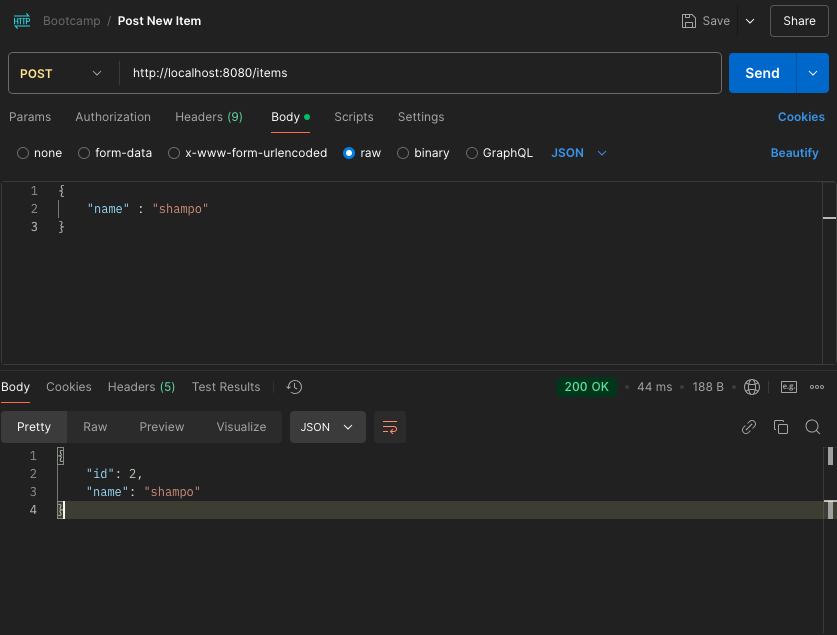 HTTP Bootcamp / Post New Item Save Share
POST http://localhost:8080/items Send
Params Authorization Headers (9) Body Scripts Settings Cookies
none form-data x-www-form-urlencoded raw binary GraphQL JSON Beautify
1 {
2 "name" : "shampo"
3 }
Body Cookies Headers (5) Test Results 200 OK • 44 ms • 188 B • e.g.
Pretty Raw Preview Visualize JSON
1 {
2 "id": 2,
3 "name": "shampo"
4 }